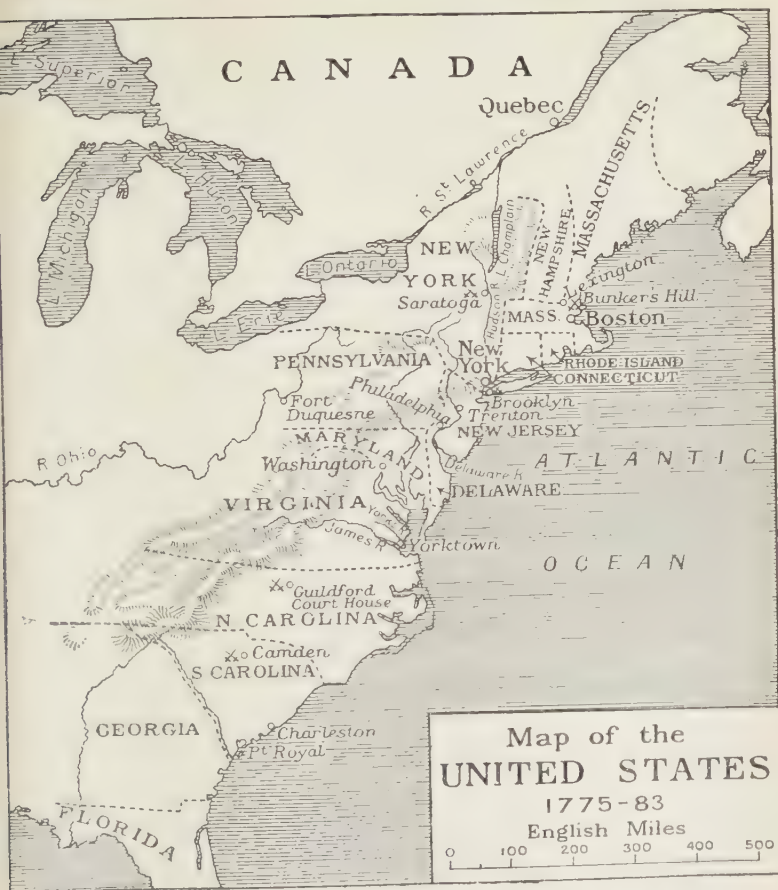 CANADA
L. Superior
L. Michigan
L. Huron
L. Ontario
L. Erie
Quebec
R. St. Lawrence
MASSACHUSETTS
NEW
HAMPSHIRE
L. Champlain
NEW
YORK
Saratoga
Hudson R.
Lexington
Bunker's Hill
MASS.
Boston
PENNSYLVANIA
New
York
RHODE ISLAND
CONNECTICUT
Philadelphia
Brooklyn
Trenton
NEW JERSEY
Fort
Duquesne
R. Ohio
MARYLAND
Washington
Delaware R.
DELAWARE
ATLANTIC
OCEAN
VIRGINIA
York R.
James R.
Yorktown
Guildford
Court House
N CAROLINA
Camden
S CAROLINA
GEORGIA
Charleston
Pt Royal
FLORIDA
Map of the
UNITED STATES
1775-83
English Miles
0 100 200 300 400 500